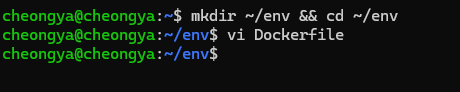 cheongya@cheongya:~$ mkdir ~/env && cd ~/env
cheongya@cheongya:~/env$ vi Dockerfile
cheongya@cheongya:~/env$